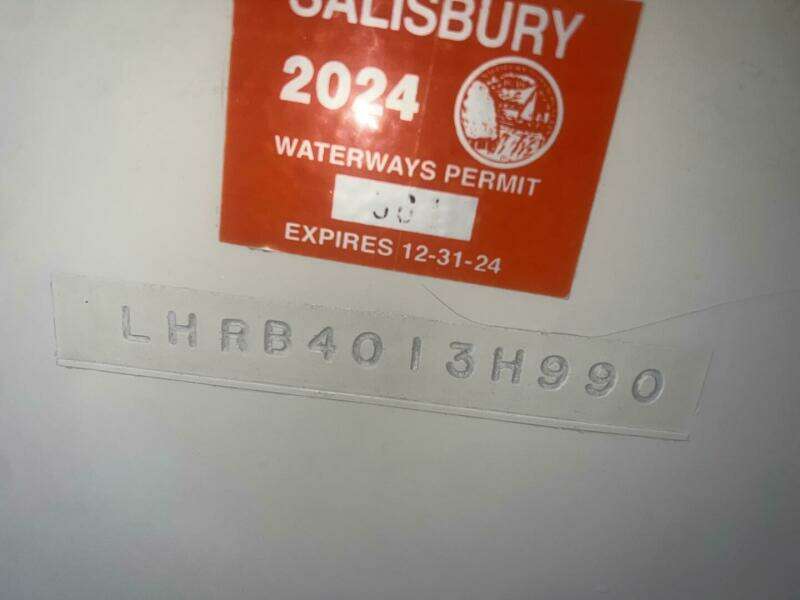 SALISBURY
2024
WATERWAYS PERMIT
EXPIRES 12-31-24
LHRB4013H990